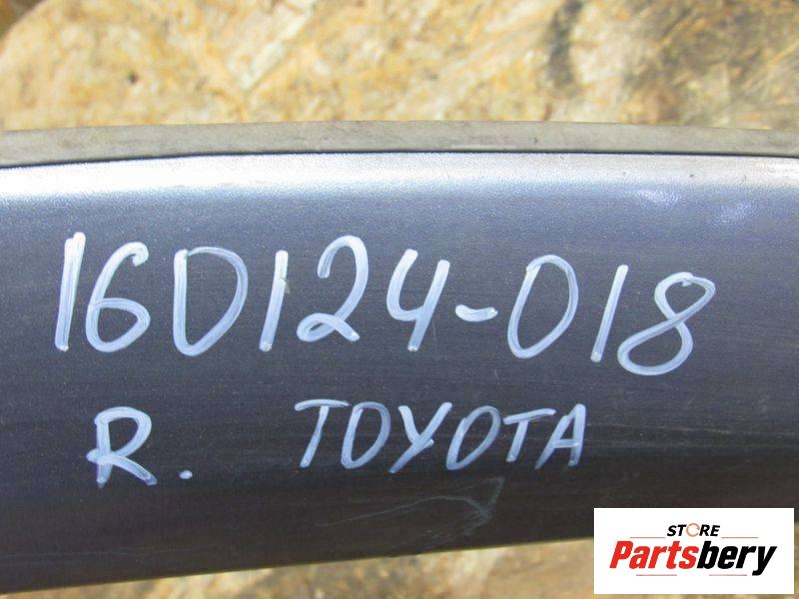 16D124-018
R. TOYOTA
STORE
Partsbery